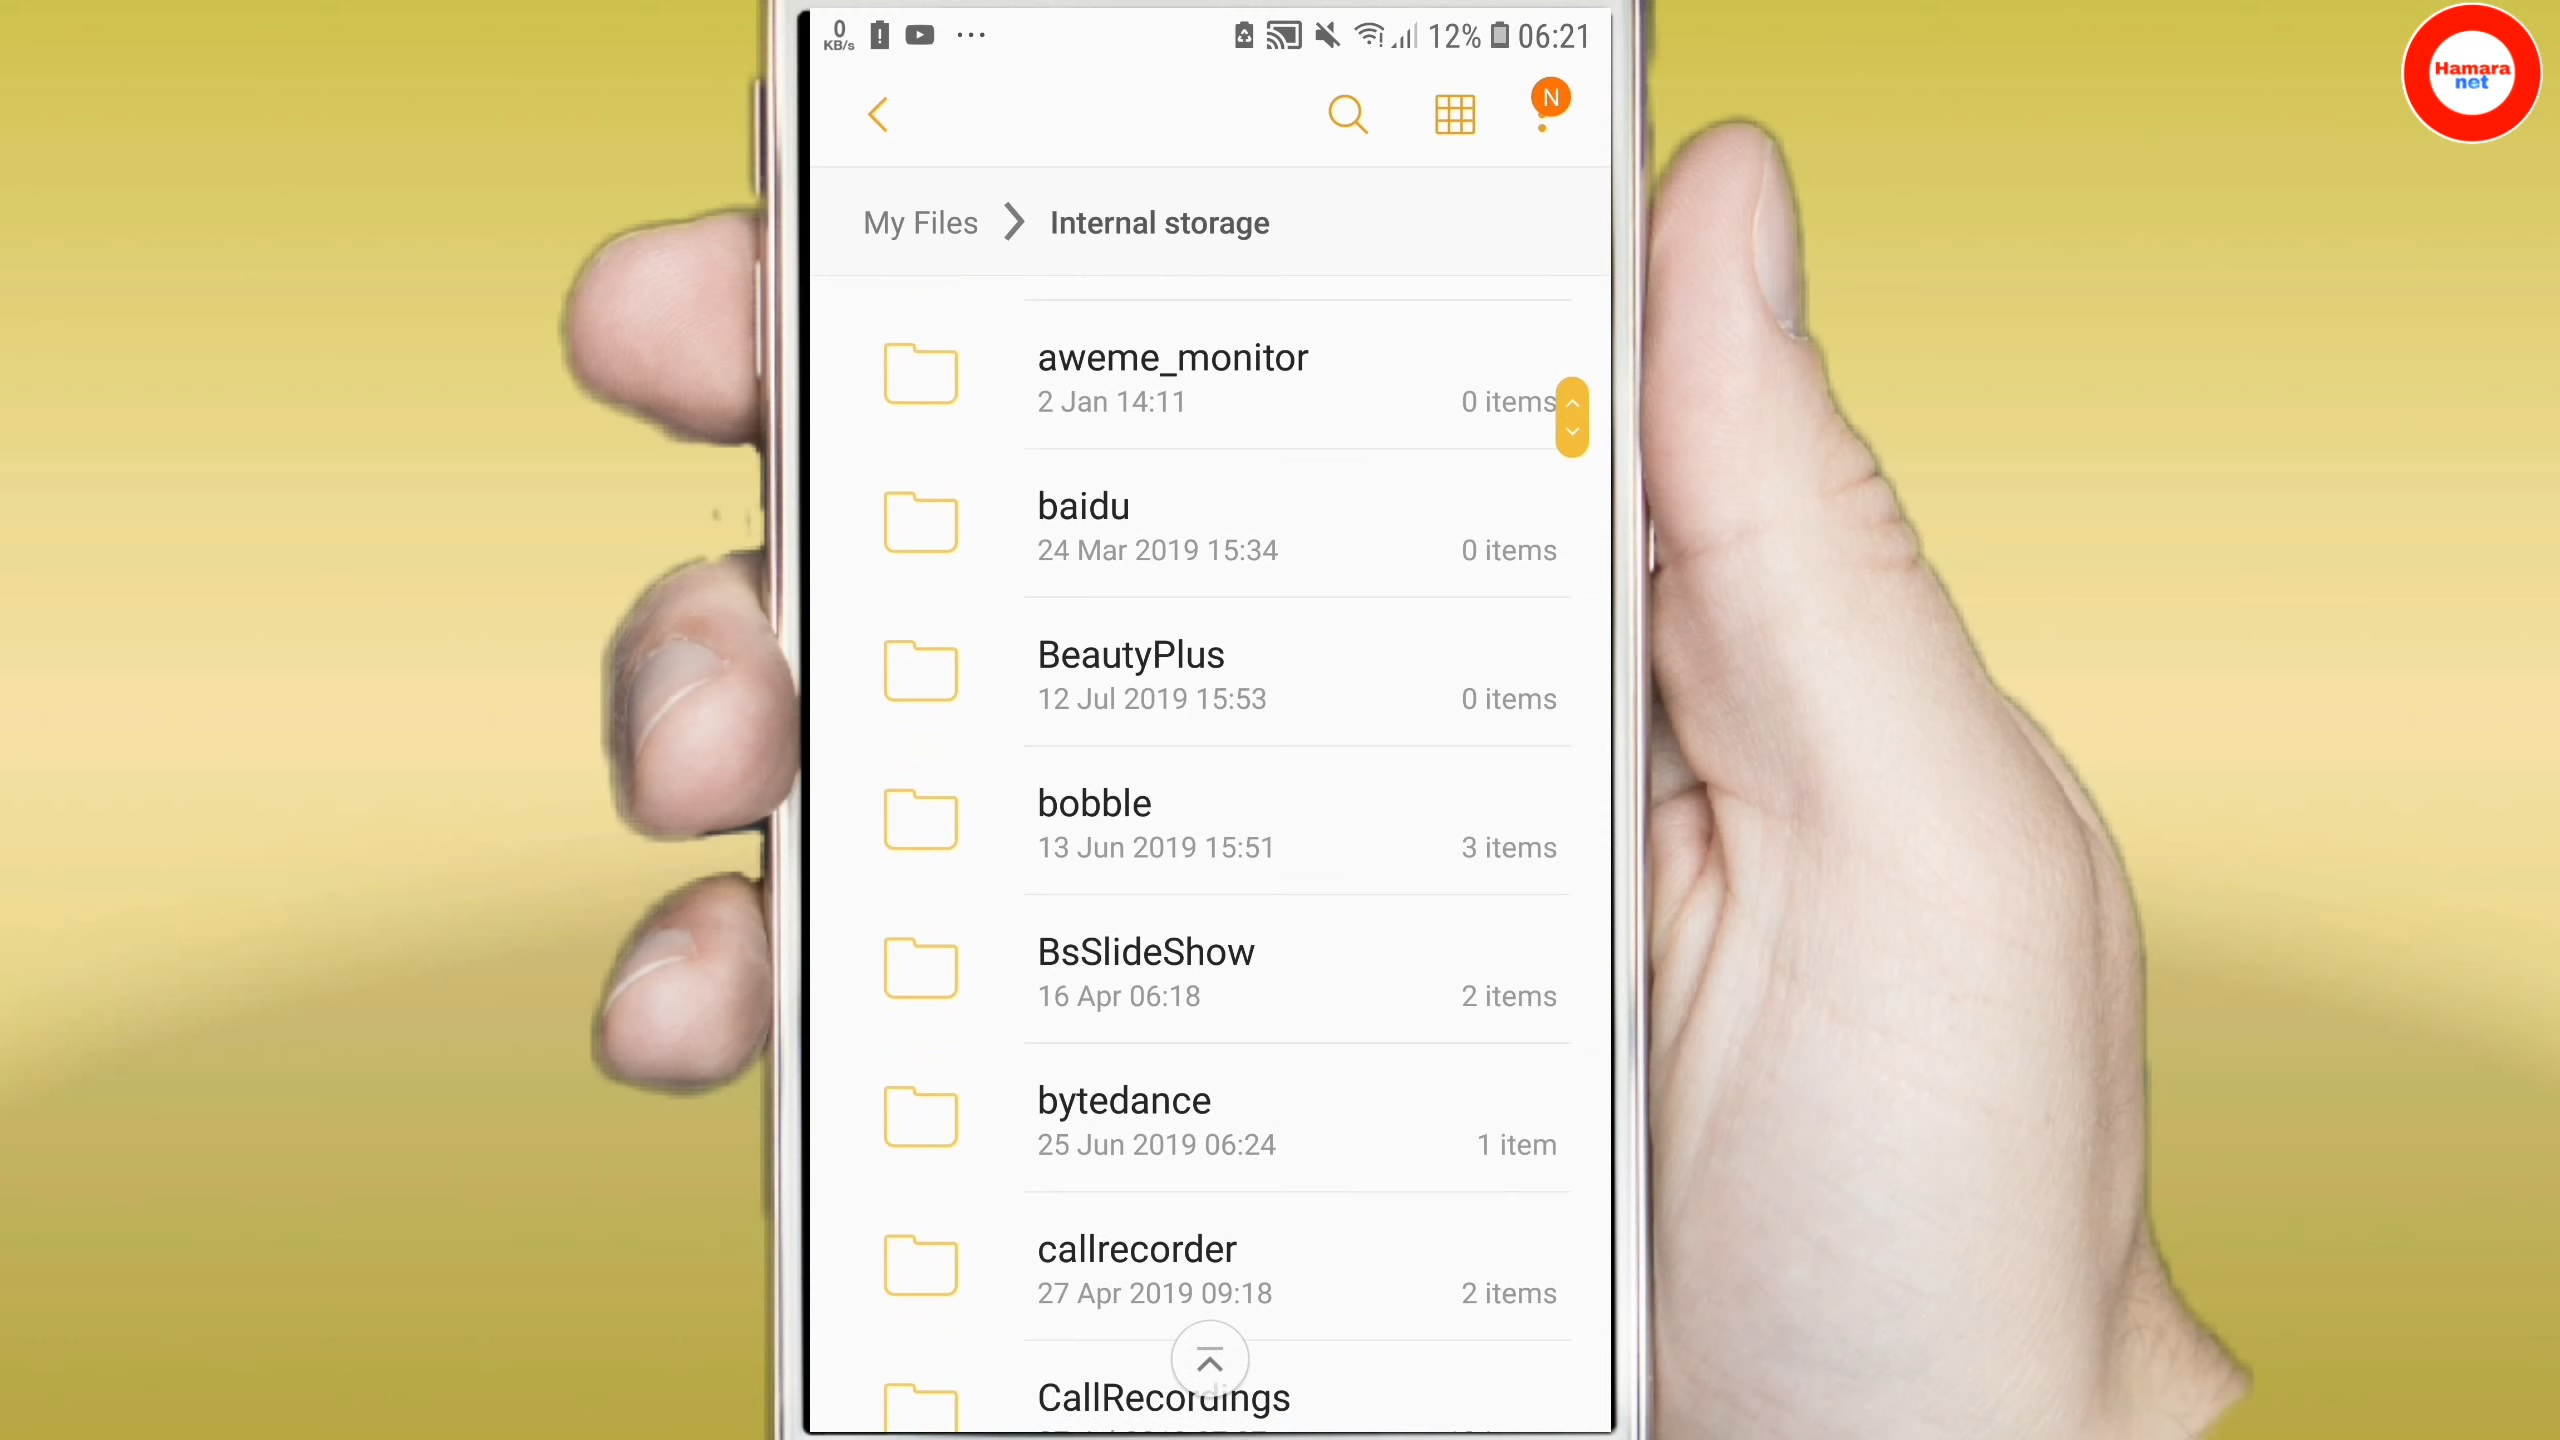 0
KB/s
12%
06:21
N
Hamara
net
My Files
Internal storage
aweme_monitor
2 Jan 14:11
0 items
baidu
24 Mar 2019 15:34
0 items
BeautyPlus
12 Jul 2019 15:53
0 items
bobble
13 Jun 2019 15:51
3 items
BsSlideShow
16 Apr 06:18
2 items
bytedance
25 Jun 2019 06:24
1 item
callrecorder
27 Apr 2019 09:18
2 items
CallRecordings